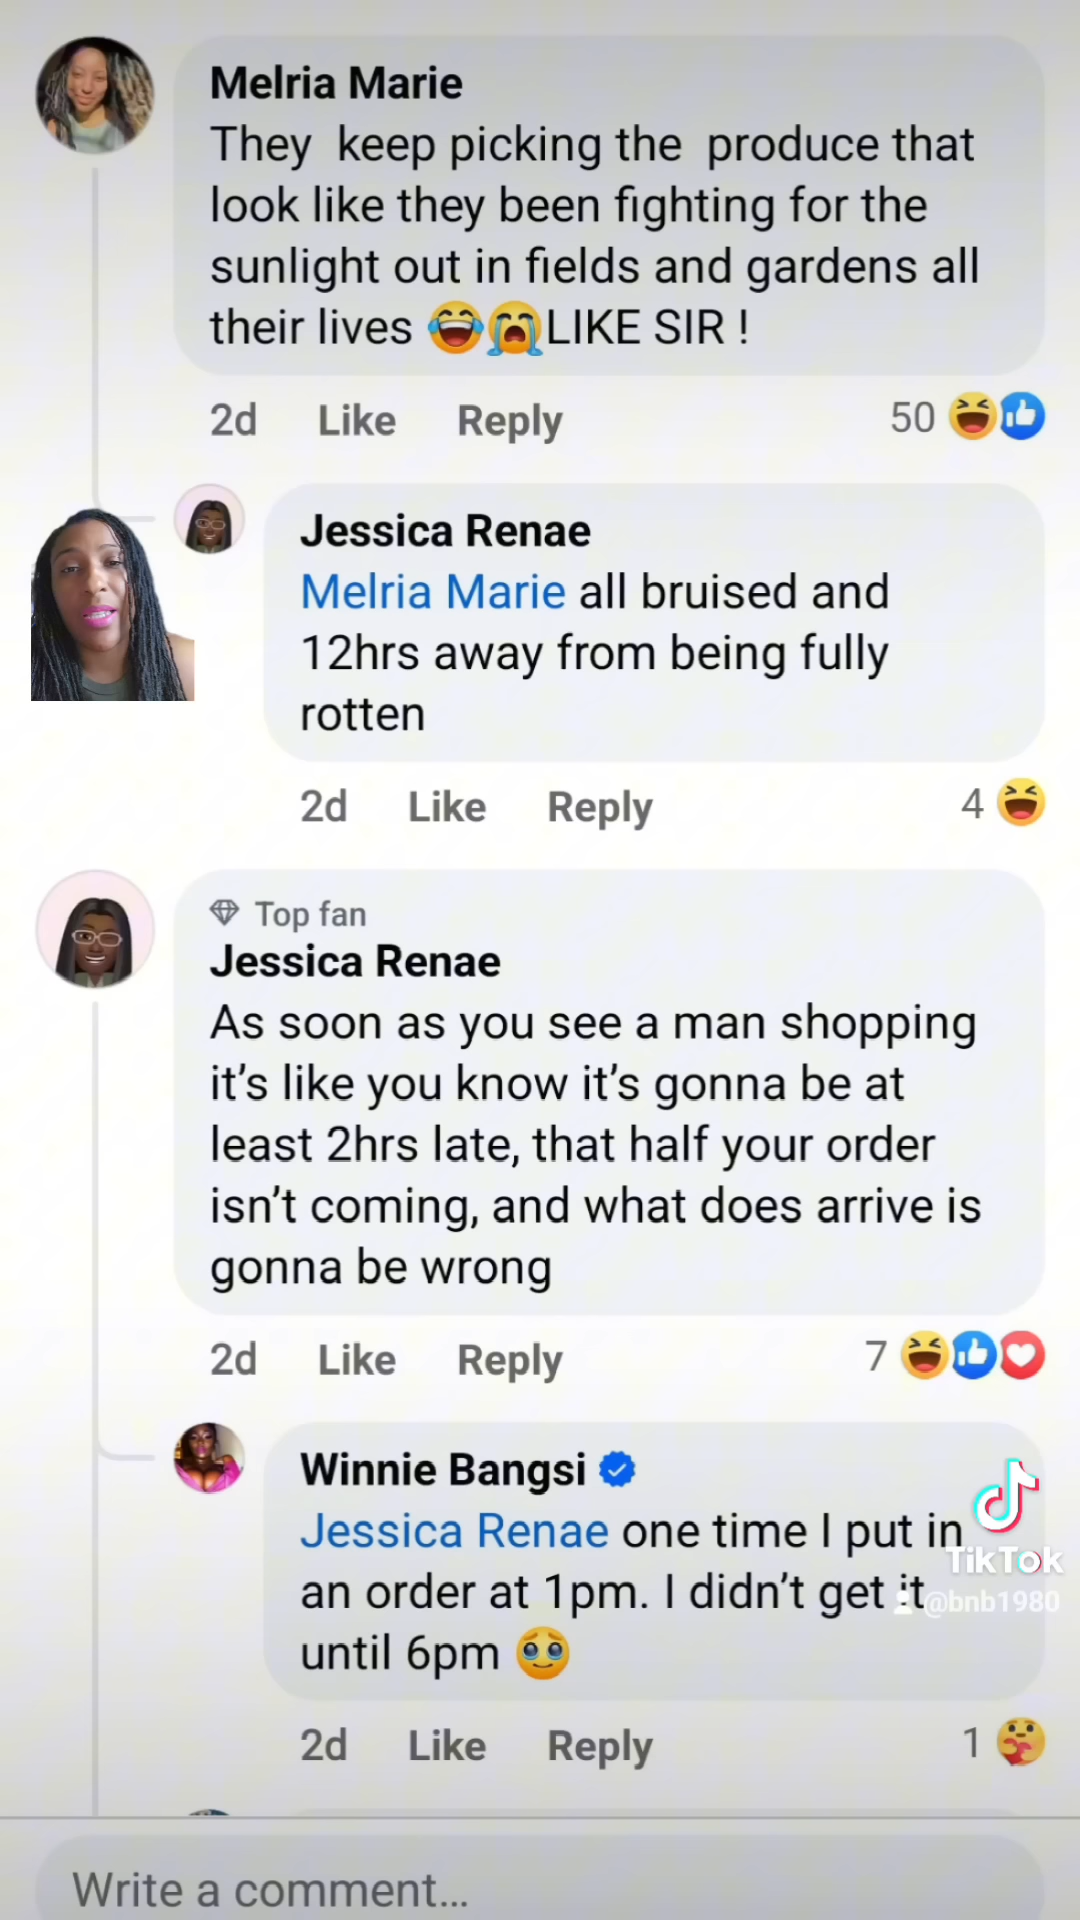 Melria Marie
They keep picking the produce that
look like they been fighting for the
sunlight out in fields and gardens all
their lives 😂😭LIKE SIR !
2d Like Reply 50
Jessica Renae
Melria Marie all bruised and
12hrs away from being fully
rotten
2d Like Reply 4
Top fan
Jessica Renae
As soon as you see a man shopping
it's like you know it's gonna be at
least 2hrs late, that half your order
isn't coming, and what does arrive is
gonna be wrong
2d Like Reply 7
Winnie Bangsi
Jessica Renae one time I put in
an order at 1pm. I didn't get it
until 6pm 🥹
TikTok
@bnb1980
2d Like Reply 1
Write a comment...